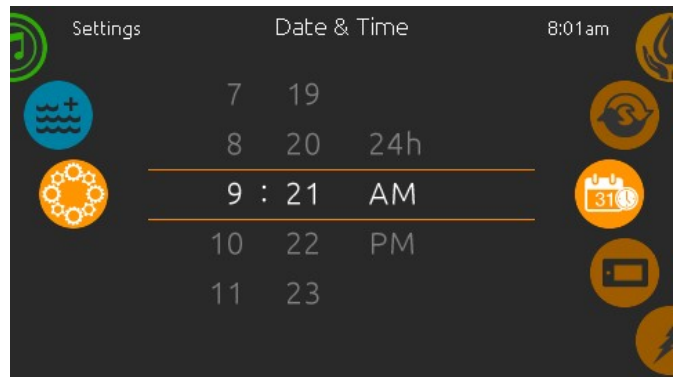 Settings Date & Time 8:01am
7 19
8 20 24h
9 : 21 AM
10 22 PM
11 23
S
31